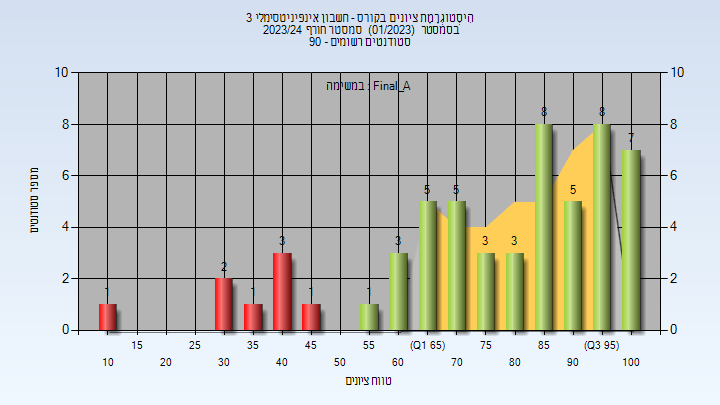 היסטוגרמת ציונים בקורס - חשבון אינפיניטסימלי 3
בסמסטר (01/2023) סמסטר חורף 2023/24
סטודנטים רשומים - 90
במשימה : Final_A
מספר סטודנטים
10 10
8 8
6 6
4 4
2 2
0 0
1 2 1 3 1 1 3 5 5 3 3 8 5 8 7
15 25 35 45 55 (Q1 65) 75 85 (Q3 95)
10 20 30 40 50 60 70 80 90 100
טווח ציונים